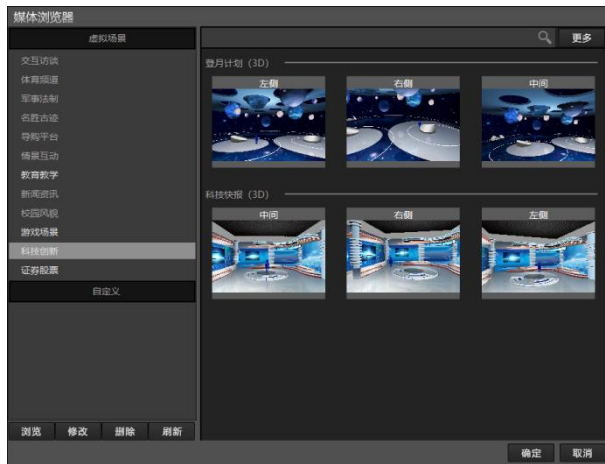 媒体浏览器
虚拟场景
交互访谈
体育频道
军事法制
名胜古迹
导购平台
情景互动
教育教学
新闻资讯
校园风貌
游戏场景
科技创新
证券股票
自定义
浏览 修改 删除 刷新
更多
登月计划 (3D)
左侧 右侧 中间
科技快报 (3D)
中间 右侧 左侧
确定 取消